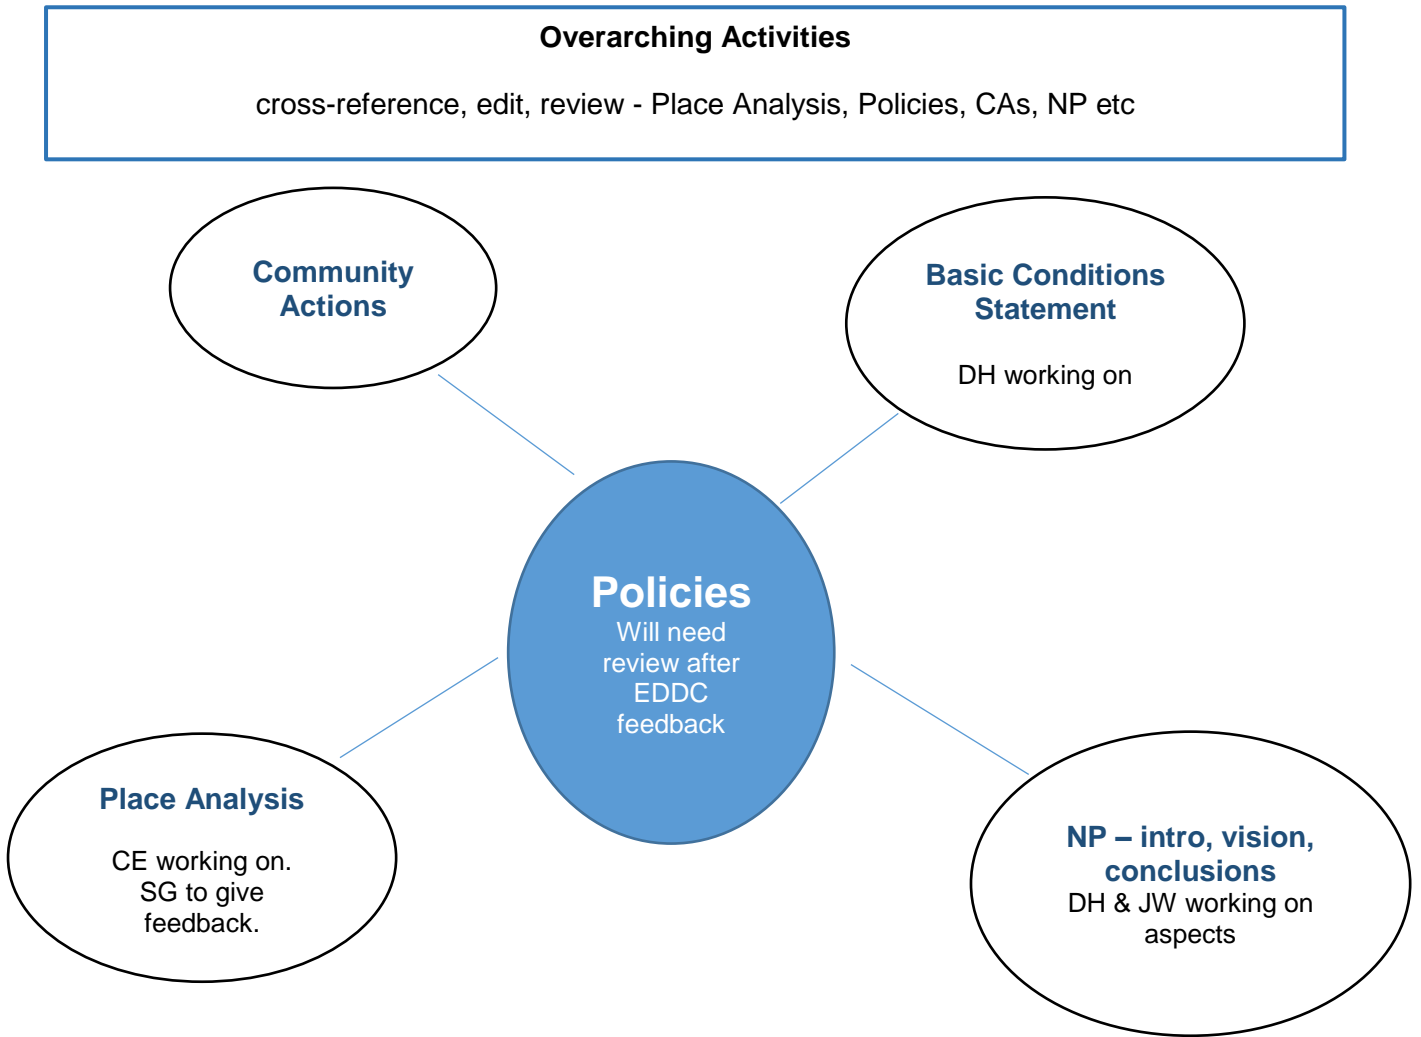 Overarching Activities
cross-reference, edit, review - Place Analysis, Policies, CAs, NP etc
Community
Actions
Basic Conditions
Statement
DH working on
Policies
Will need
review after
EDDC
feedback
Place Analysis
CE working on.
SG to give
feedback.
NP – intro, vision,
conclusions
DH & JW working on
aspects